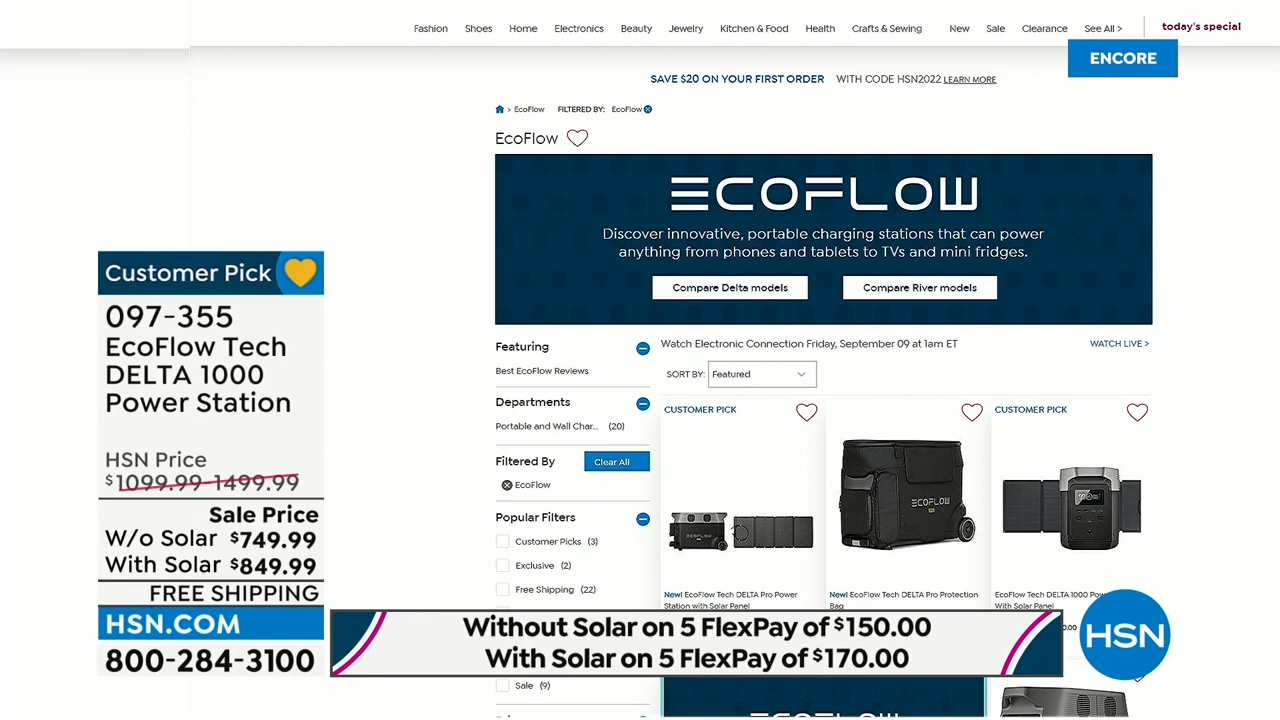 Fashion Shoes Home Electronics Beauty Jewelry Kitchen & Food Health Crafts & Sewing New Sale Clearance See All > today's special
ENCORE
SAVE $20 ON YOUR FIRST ORDER WITH CODE HSN2022 LEARN MORE
> EcoFlow FILTERED BY: EcoFlow
EcoFlow
ECOFLOW
Discover innovative, portable charging stations that can power
anything from phones and tablets to TVs and mini fridges.
Compare Delta models Compare River models
Customer Pick
097-355
EcoFlow Tech
DELTA 1000
Power Station
HSN Price
$1099.99-1499.99
Sale Price
W/o Solar $749.99
With Solar $849.99
FREE SHIPPING
HSN.COM
800-284-3100
Featuring
Best EcoFlow Reviews
Departments
Portable and Wall Char... (20)
Filtered By Clear All
EcoFlow
Popular Filters
Customer Picks (3)
Exclusive (2)
Free Shipping (22)
Sale (9)
Watch Electronic Connection Friday, September 09 at 1am ET WATCH LIVE >
SORT BY: Featured
CUSTOMER PICK
CUSTOMER PICK
ECOFLOW
New! EcoFlow Tech DELTA Pro Power
Station with Solar Panel
New! EcoFlow Tech DELTA Pro Protection
Bag
EcoFlow Tech DELTA 1000
With Solar Panel
Without Solar on 5 FlexPay of $150.00
With Solar on 5 FlexPay of $170.00
HSN
ECOFLOW